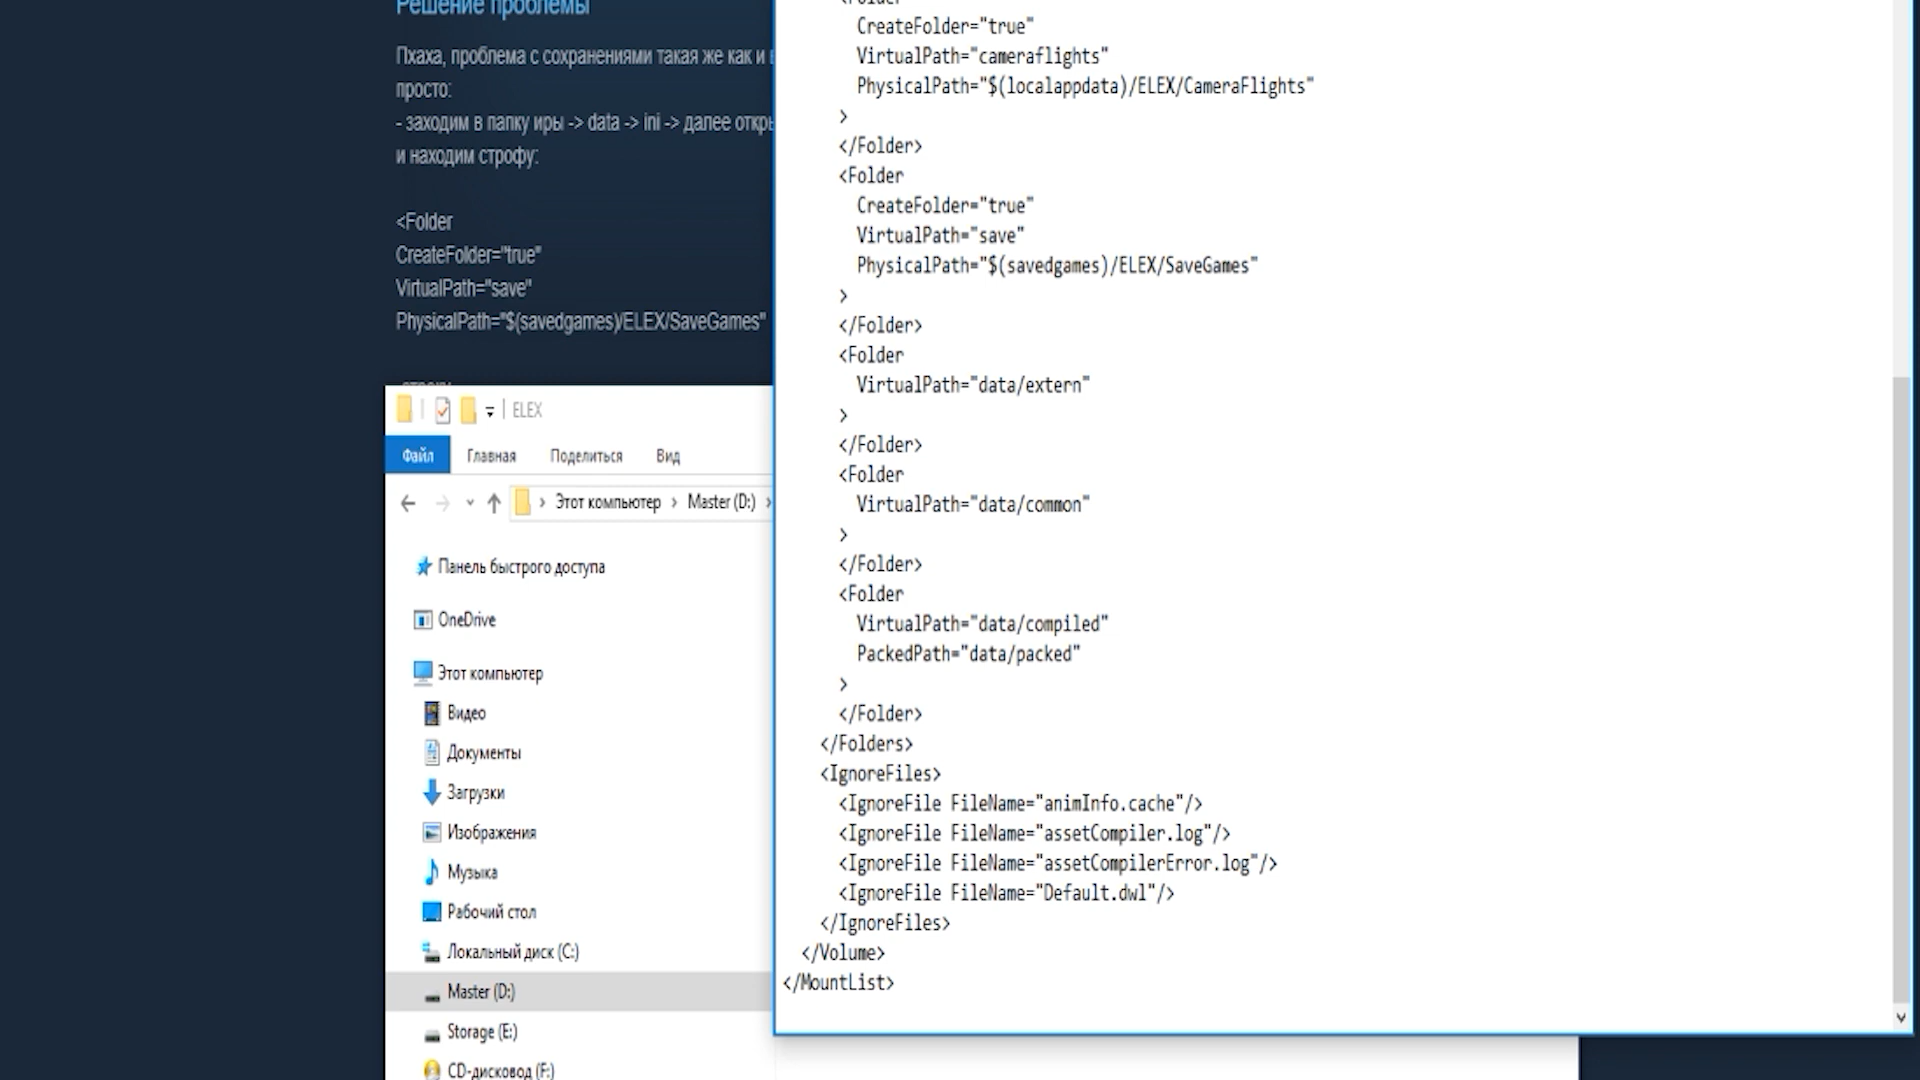 Решение проблемы
Пхаха, проблема с сохранениями такая же как и в
просто:
- заходим в папку иры -> data -> ini -> далее откры
и находим строфу:
<Folder
CreateFolder="true"
VirtualPath="save"
PhysicalPath="$(savedgames)/ELEX/SaveGames"
ELEX
Файл Главная Поделиться Вид
Этот компьютер > Master (D:) >
Панель быстрого доступа
OneDrive
Этот компьютер
Видео
Документы
Загрузки
Изображения
Музыка
Рабочий стол
Локальный диск (C:)
Master (D:)
Storage (E:)
CD-дисковод (F:)
<Folder
CreateFolder="true"
VirtualPath="cameraflights"
PhysicalPath="$(localappdata)/ELEX/CameraFlights"
>
</Folder>
<Folder
CreateFolder="true"
VirtualPath="save"
PhysicalPath="$(savedgames)/ELEX/SaveGames"
>
</Folder>
<Folder
VirtualPath="data/extern"
>
</Folder>
<Folder
VirtualPath="data/common"
>
</Folder>
<Folder
VirtualPath="data/compiled"
PackedPath="data/packed"
>
</Folder>
</Folders>
<IgnoreFiles>
<IgnoreFile FileName="animInfo.cache"/>
<IgnoreFile FileName="assetCompiler.log"/>
<IgnoreFile FileName="assetCompilerError.log"/>
<IgnoreFile FileName="Default.dwl"/>
</IgnoreFiles>
</Volume>
</MountList>